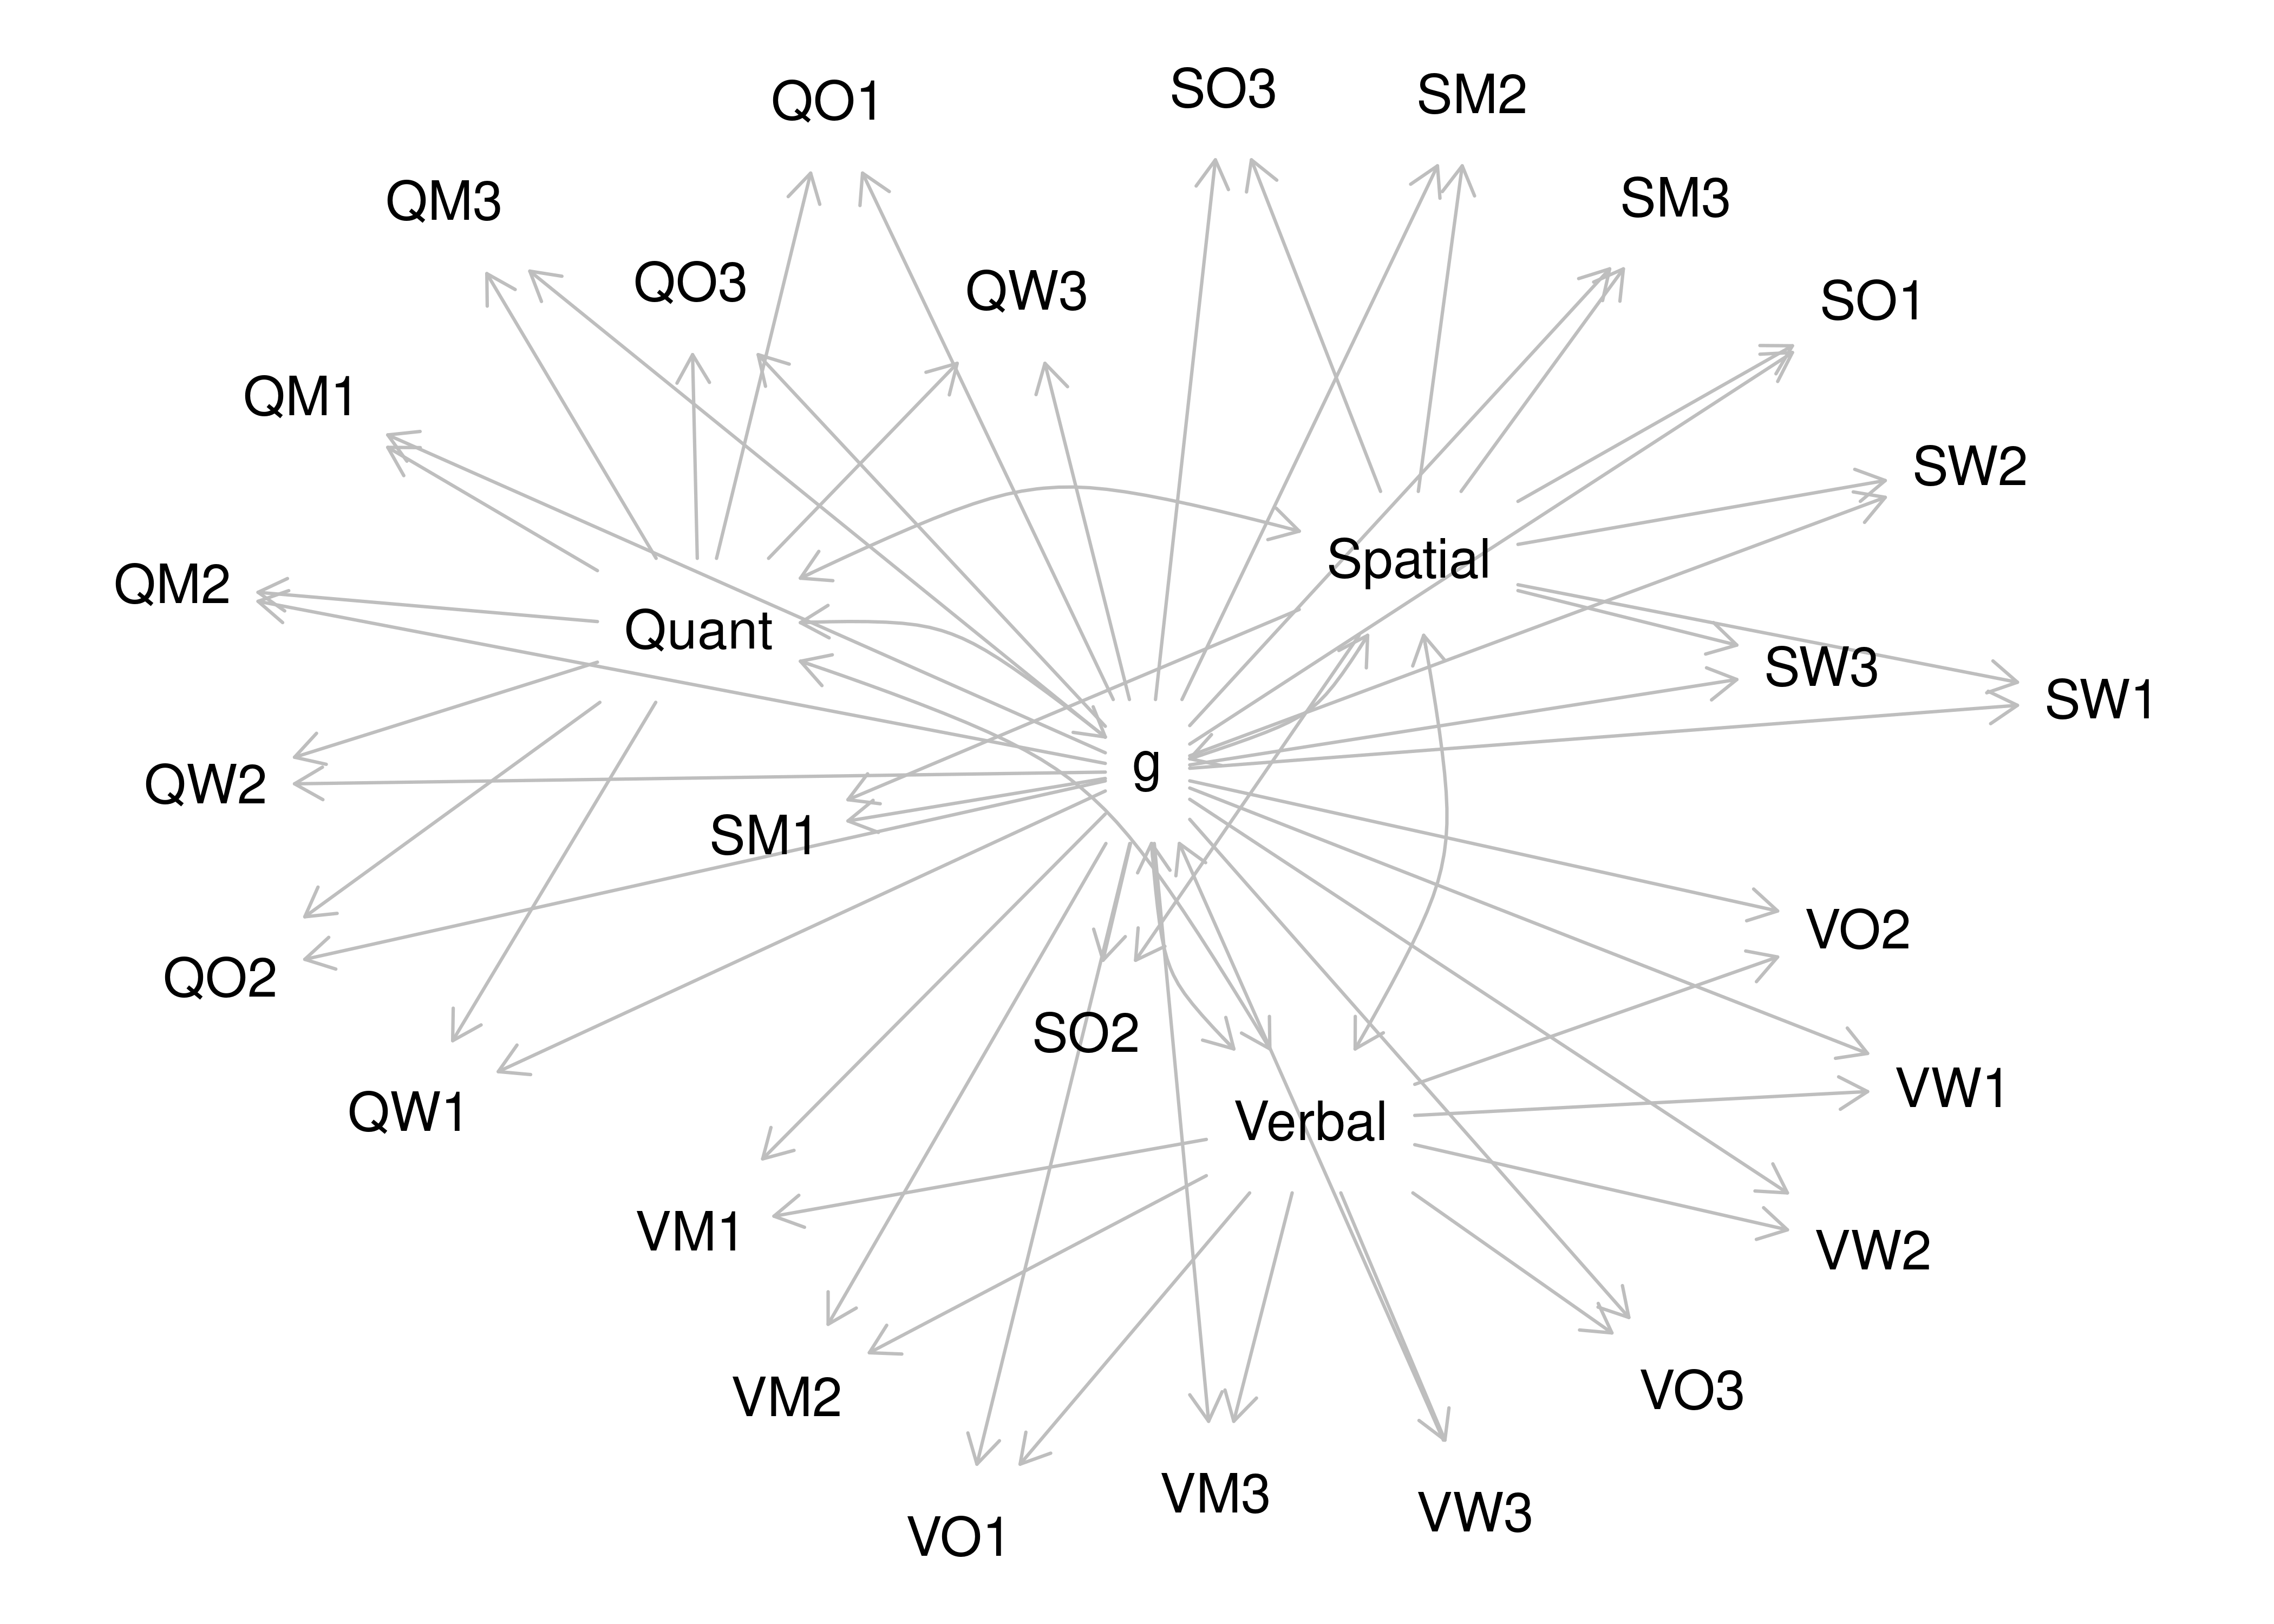 SO3
SM2
QO1
SM3
QM3
QO3
QW3
SO1
QM1
SW2
Spatial
QM2
Quant
SW3
SW1
g
QW2
SM1
VO2
QO2
SO2
VW1
QW1
Verbal
VM1
VW2
VO3
VM2
VM3
VW3
VO1